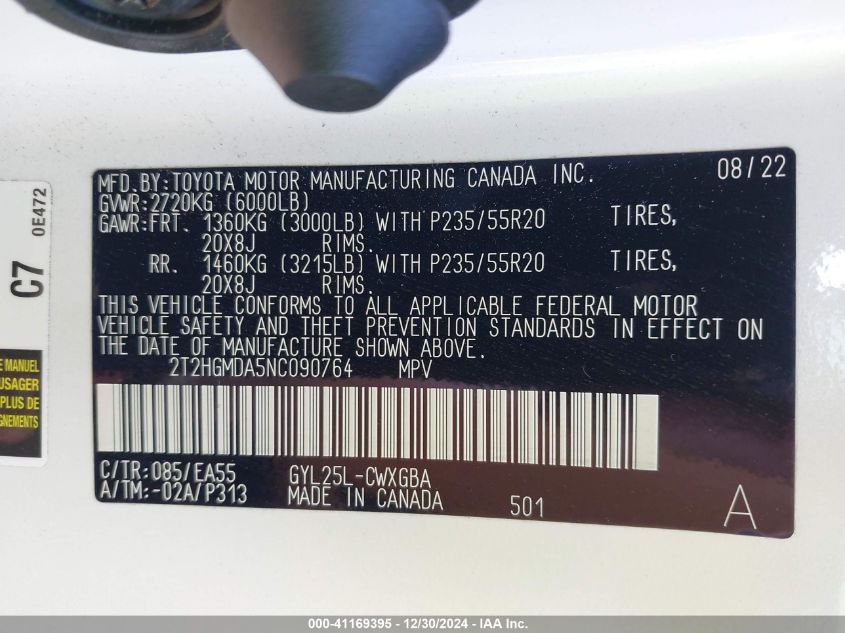 MFD. BY: TOYOTA MOTOR MANUFACTURING CANADA INC. 08/22
GVWR: 2720KG (6000LB)
GAWR: FRT. 1360KG (3000LB) WITH P235/55R20 TIRES,
20X8J RIMS.
RR. 1460KG (3215LB) WITH P235/55R20 TIRES,
20X8J RIMS.
THIS VEHICLE CONFORMS TO ALL APPLICABLE FEDERAL MOTOR
VEHICLE SAFETY AND THEFT PREVENTION STANDARDS IN EFFECT ON
THE DATE OF MANUFACTURE SHOWN ABOVE.
2T2HGMDA5NC090764 MPV
C/TR: 085/EA55 GYL25L-CWXGBA
A/TM: -02A/P313 MADE IN CANADA 501 A
C7 0E472
E MANUEL
USAGER
PLUS DE
GNEMENTS
000-41169395 - 12/30/2024 - IAA Inc.